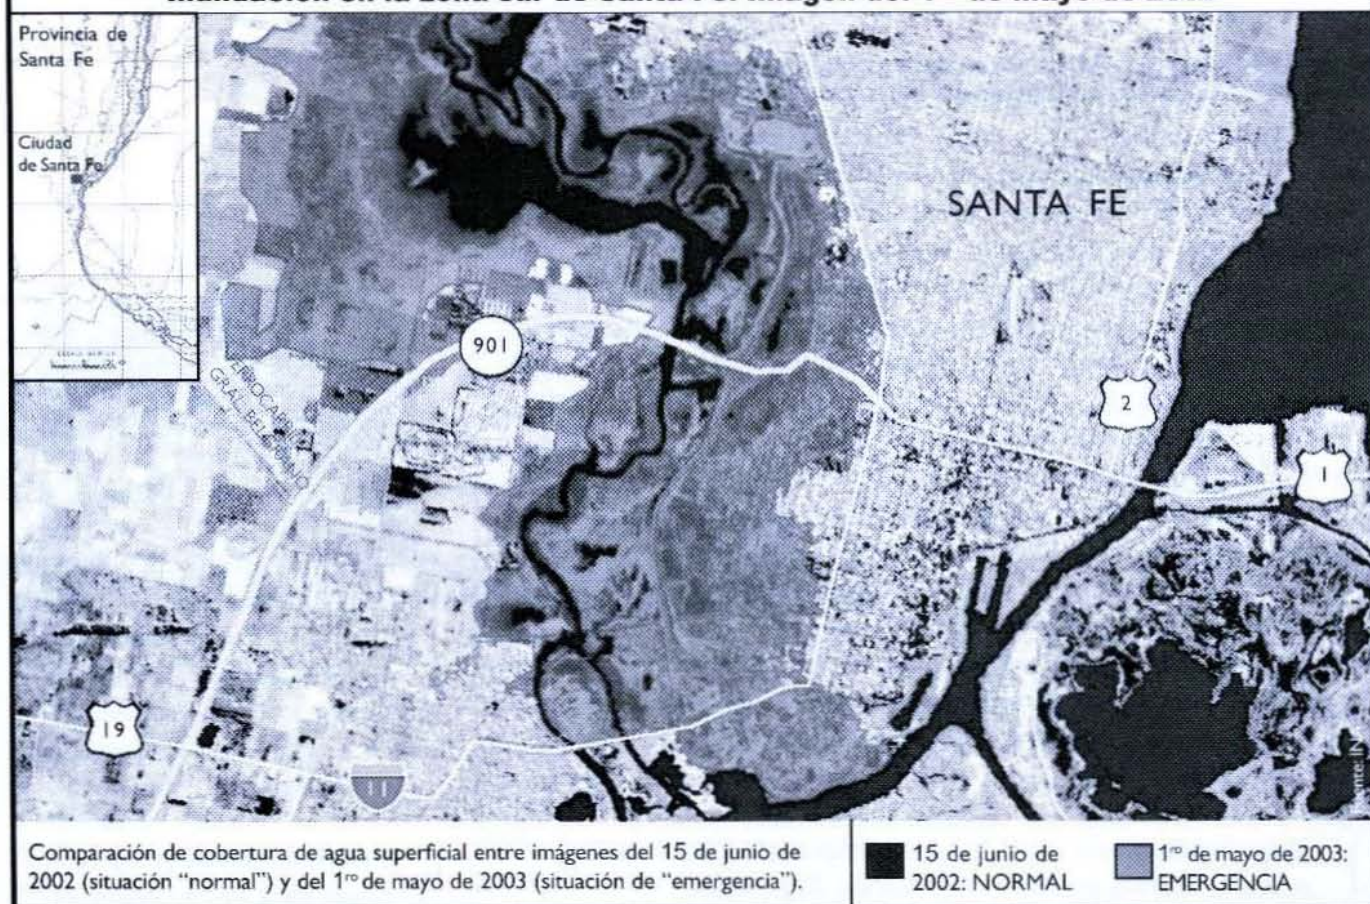 Provincia de
Santa Fe
Ciudad
de Santa Fe
SANTA FE
901
2
1
GRAL. BELGRANO
19
11
Comparación de cobertura de agua superficial entre imágenes del 15 de junio de
2002 (situación "normal") y del 1ro de mayo de 2003 (situación de "emergencia").
15 de junio de
2002: NORMAL
1ro de mayo de 2003:
EMERGENCIA